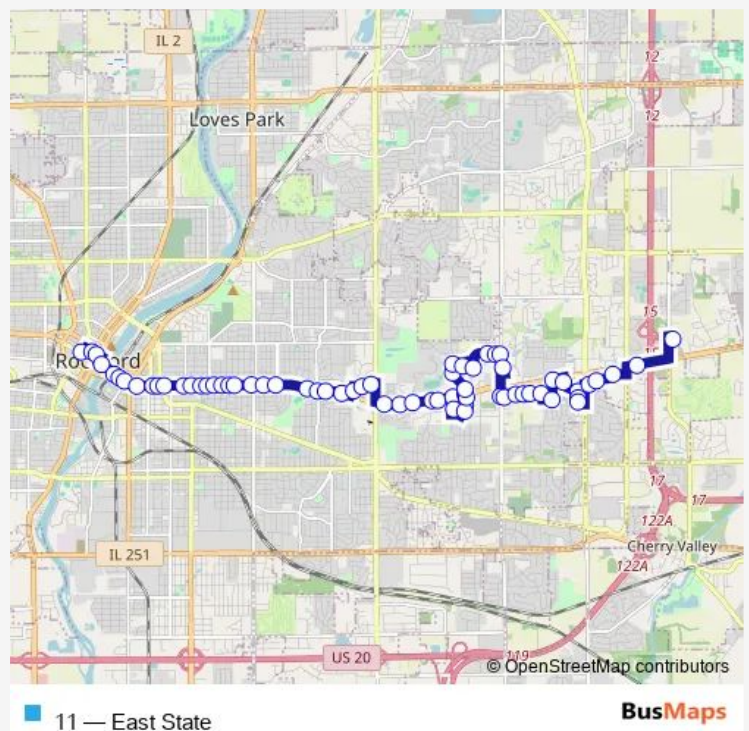 IL 2
12
Loves Park
12
15
15
Rockford
17
17
122A
IL 251
Cherry Valley
122A
US 20
119
© OpenStreetMap contributors
11 — East State
BusMaps